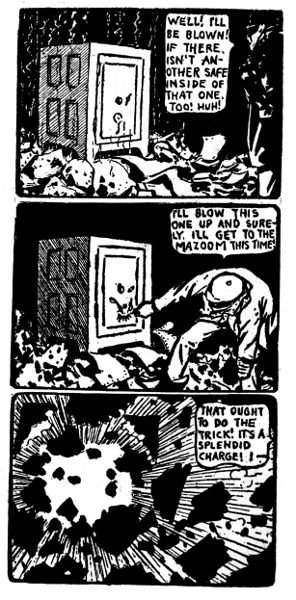 WELL! I'LL
BE BLOWN!
IF THERE
ISN'T AN-
OTHER SAFE
INSIDE OF
THAT ONE,
TOO! HUH!
I'LL BLOW THIS
ONE UP AND SURE-
LY, I'LL GET TO THE
MAZOOM THIS TIME!
THAT OUGHT
TO DO THE
TRICK! IT'S A
SPLENDID
CHARGE! !